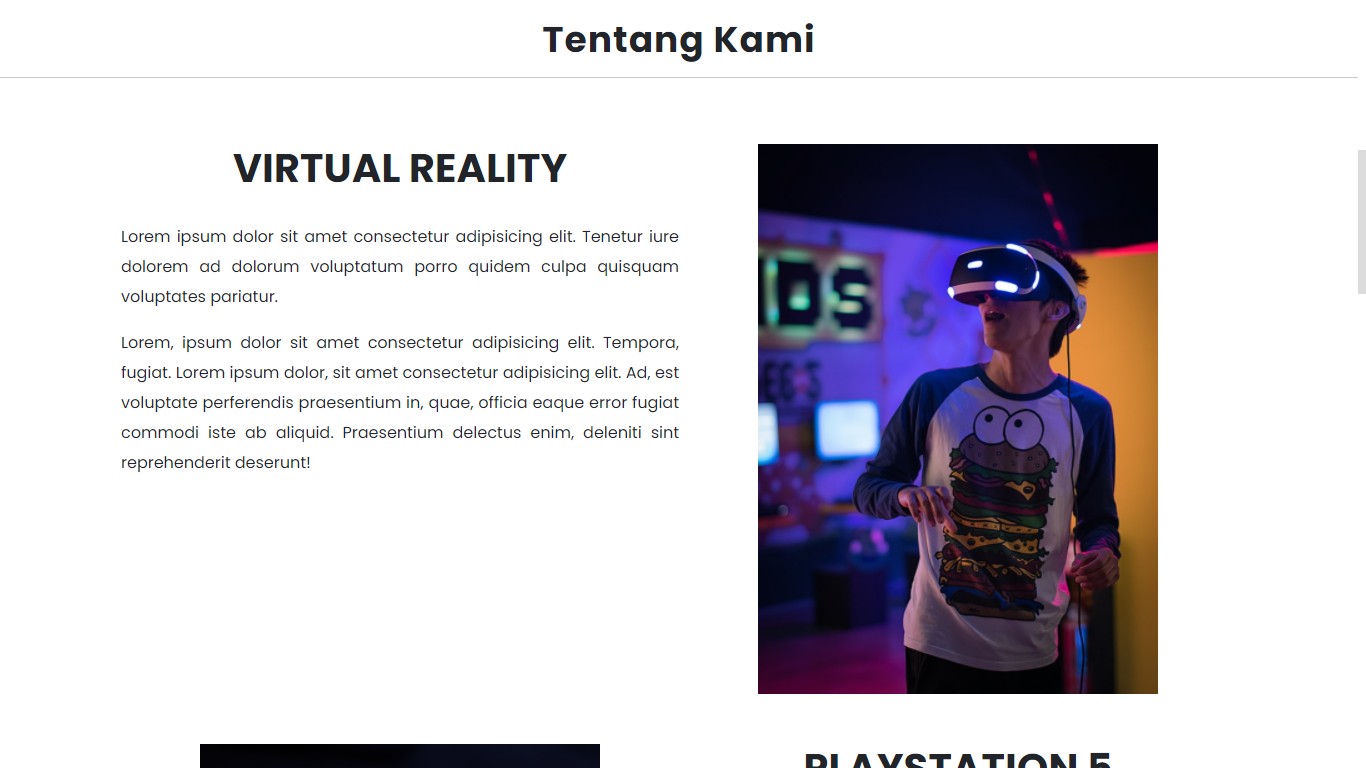 Tentang Kami
VIRTUAL REALITY
Lorem ipsum dolor sit amet consectetur adipisicing elit. Tenetur iure
dolorem ad dolorum voluptatum porro quidem culpa quisquam
voluptates pariatur.
Lorem, ipsum dolor sit amet consectetur adipisicing elit. Tempora,
fugiat. Lorem ipsum dolor, sit amet consectetur adipisicing elit. Ad, est
voluptate perferendis praesentium in, quae, officia eaque error fugiat
commodi iste ab aliquid. Praesentium delectus enim, deleniti sint
reprehenderit deserunt!
PLAYSTATION 5